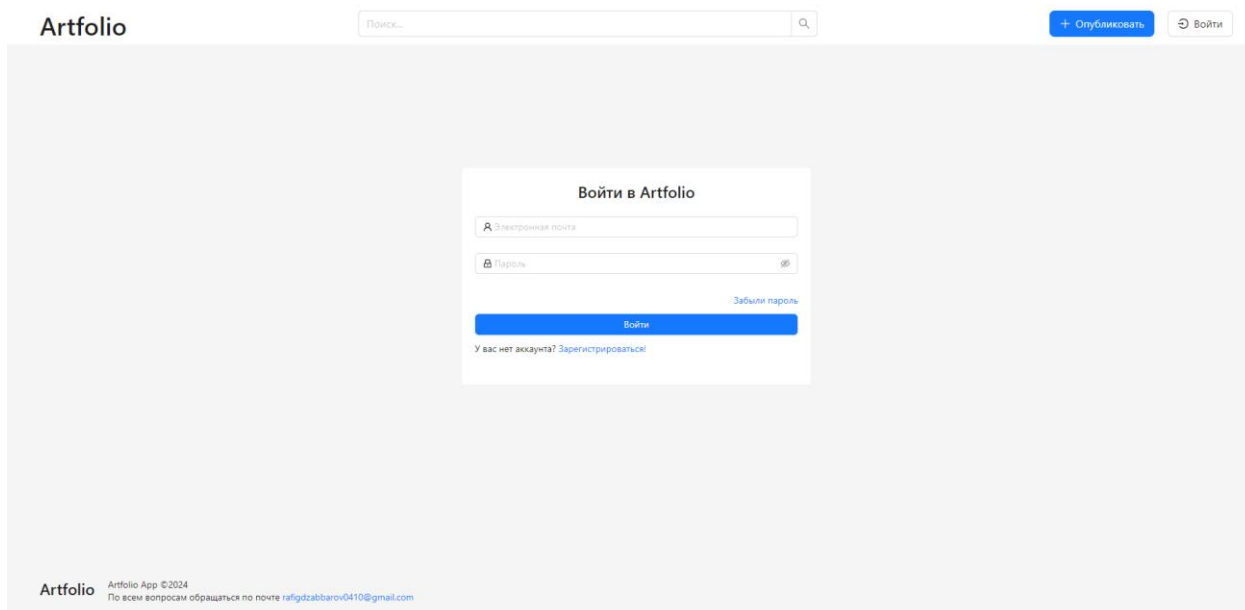 Artfolio
Поиск...
Опубликовать
Войти
Войти в Artfolio
Электронная почта
Пароль
Забыли пароль
Войти
У вас нет аккаунта? Зарегистрироваться!
Artfolio
Artfolio App ©2024
По всем вопросам обращаться по почте rafigdzabbarov0410@gmail.com